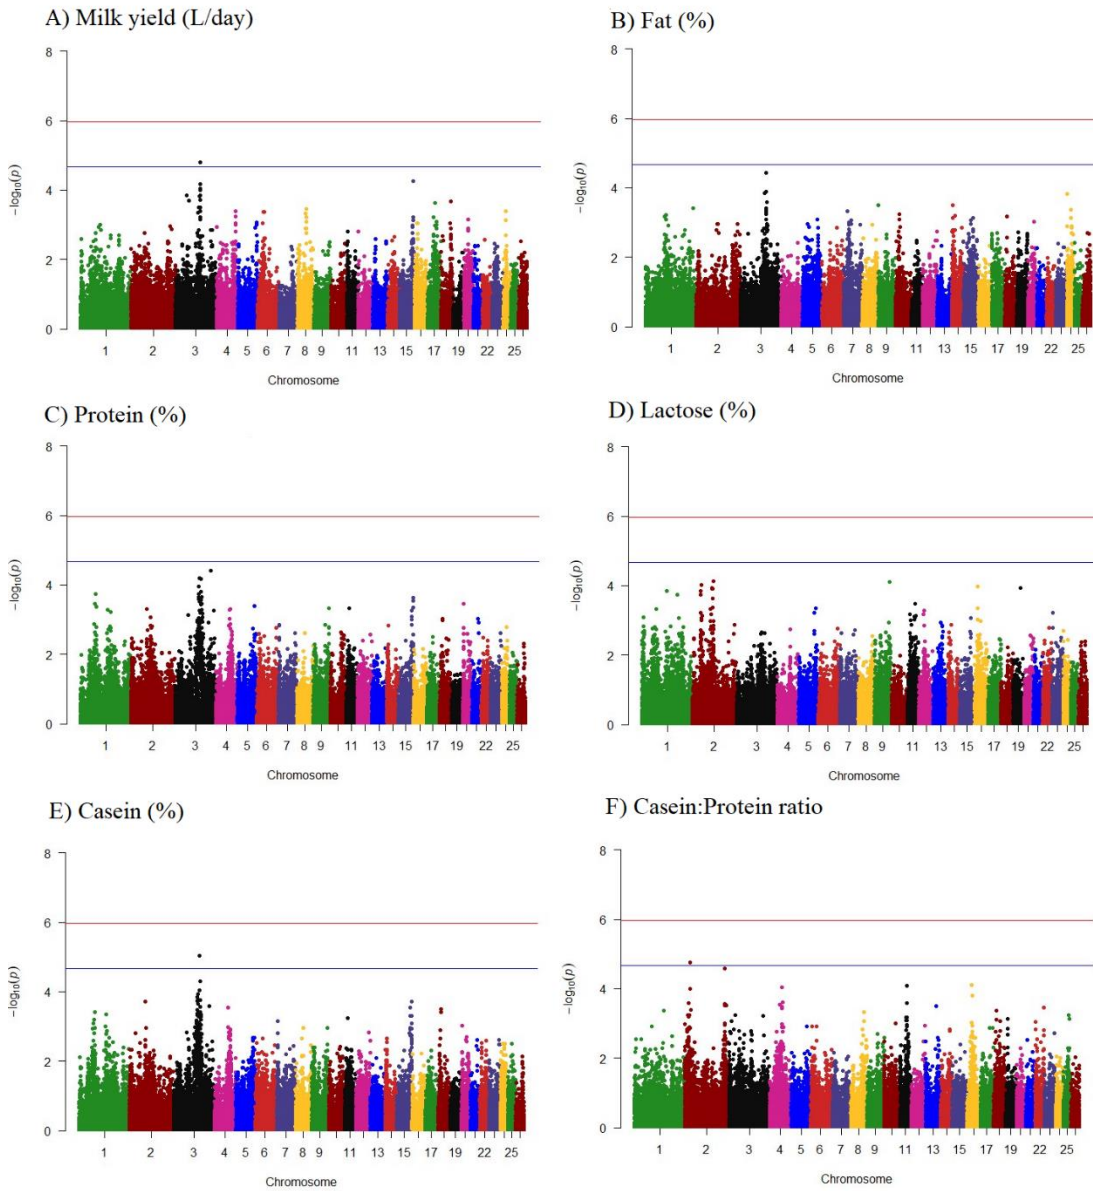 A) Milk yield (L/day)
8
6
4
2
0
-log10(p)
1 2 3 4 5 6 7 8 9 11 13 15 17 19 22 25
Chromosome
B) Fat (%)
8
6
4
2
0
-log10(p)
1 2 3 4 5 6 7 8 9 11 13 15 17 19 22 25
Chromosome
C) Protein (%)
8
6
4
2
0
-log10(p)
1 2 3 4 5 6 7 8 9 11 13 15 17 19 22 25
Chromosome
D) Lactose (%)
8
6
4
2
0
-log10(p)
1 2 3 4 5 6 7 8 9 11 13 15 17 19 22 25
Chromosome
E) Casein (%)
8
6
4
2
0
-log10(p)
1 2 3 4 5 6 7 8 9 11 13 15 17 19 22 25
Chromosome
F) Casein:Protein ratio
8
6
4
2
0
-log10(p)
1 2 3 4 5 6 7 8 9 11 13 15 17 19 22 25
Chromosome